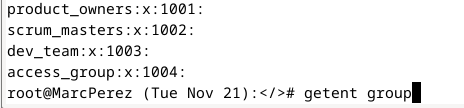 product_owners:x:1001:
scrum_masters:x:1002:
dev_team:x:1003:
access_group:x:1004:
root@MarcPerez (Tue Nov 21):</># getent group